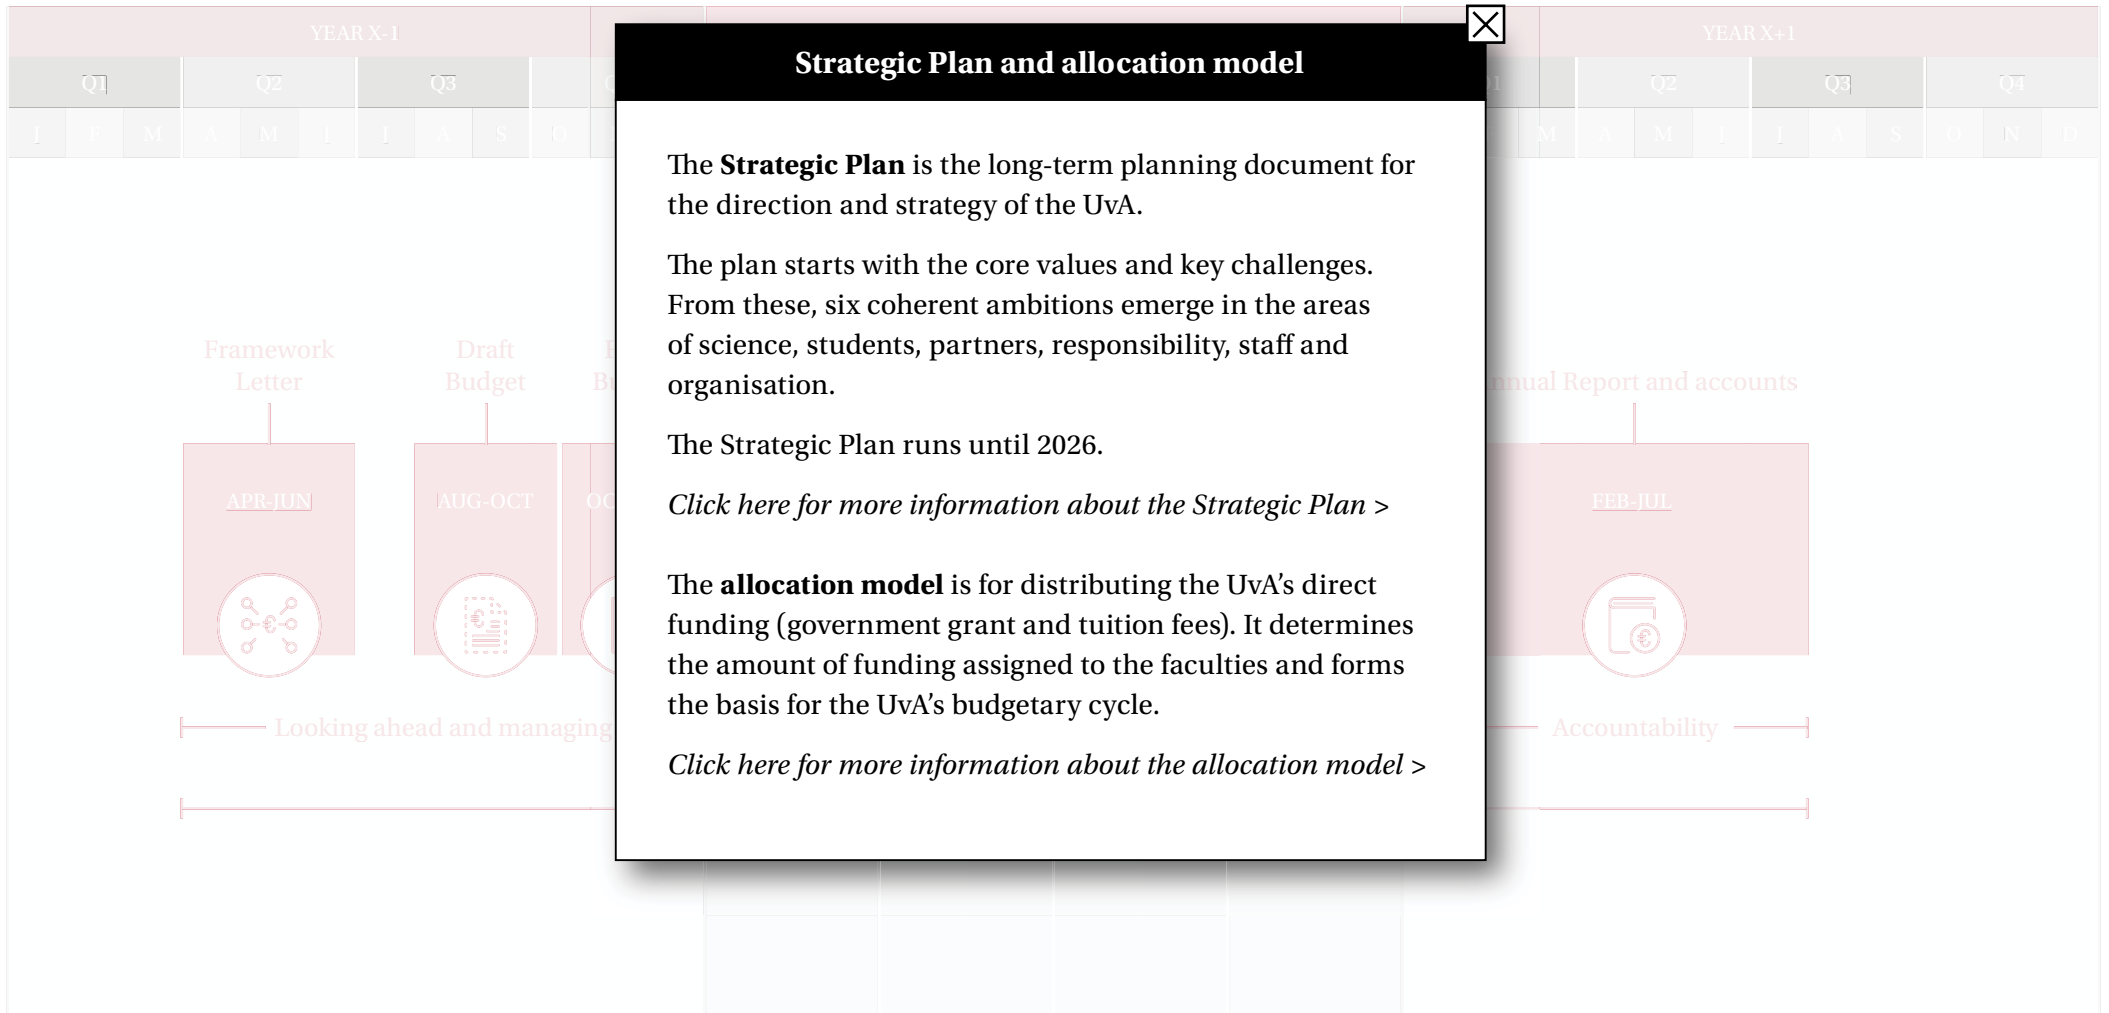 YEAR X-1
YEAR X+1
Q1 Q2 Q3
Q2 Q3 Q4
J F M A M J J A S O
M A M J J A S O N D
Strategic Plan and allocation model
The Strategic Plan is the long-term planning document for
the direction and strategy of the UvA.
The plan starts with the core values and key challenges.
From these, six coherent ambitions emerge in the areas
of science, students, partners, responsibility, staff and
organisation.
The Strategic Plan runs until 2026.
Click here for more information about the Strategic Plan >
The allocation model is for distributing the UvA’s direct
funding (government grant and tuition fees). It determines
the amount of funding assigned to the faculties and forms
the basis for the UvA’s budgetary cycle.
Click here for more information about the allocation model >
Framework
Letter
APR-JUN
Draft
Budget
AUG-OCT
Looking ahead and managing
Report and accounts
FEB-JUL
Accountability